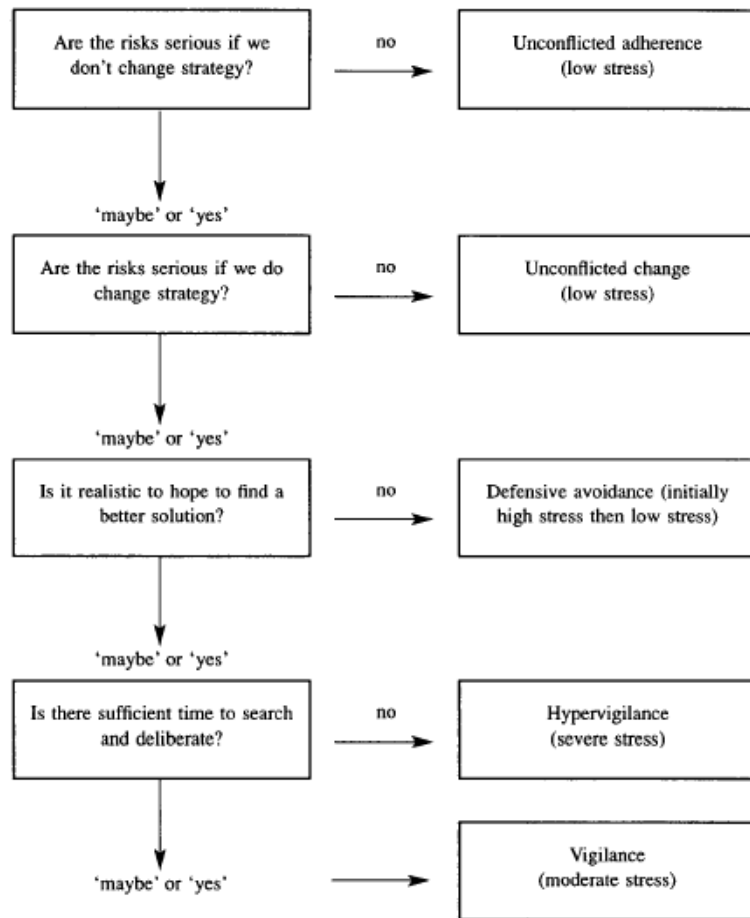 Are the risks serious if we
don't change strategy?
no
Unconflicted adherence
(low stress)
'maybe' or 'yes'
Are the risks serious if we do
change strategy?
no
Unconflicted change
(low stress)
'maybe' or 'yes'
Is it realistic to hope to find a
better solution?
no
Defensive avoidance (initially
high stress then low stress)
'maybe' or 'yes'
Is there sufficient time to search
and deliberate?
no
Hypervigilance
(severe stress)
'maybe' or 'yes'
Vigilance
(moderate stress)